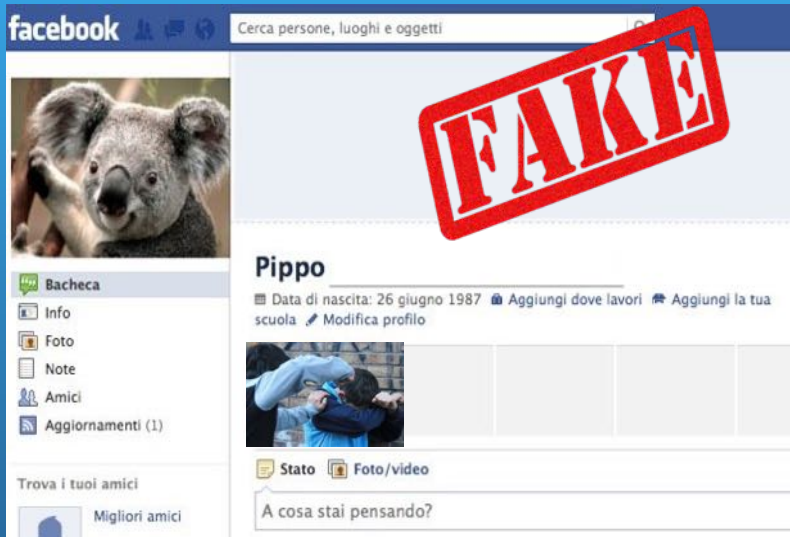 facebook
Cerca persone, luoghi e oggetti
FAKE
Pippo
Data di nascita: 26 giugno 1987 Aggiungi dove lavori Aggiungi la tua
scuola Modifica profilo
Bacheca
Info
Foto
Note
Amici
Aggiornamenti (1)
Trova i tuoi amici
Migliori amici
Stato Foto/video
A cosa stai pensando?